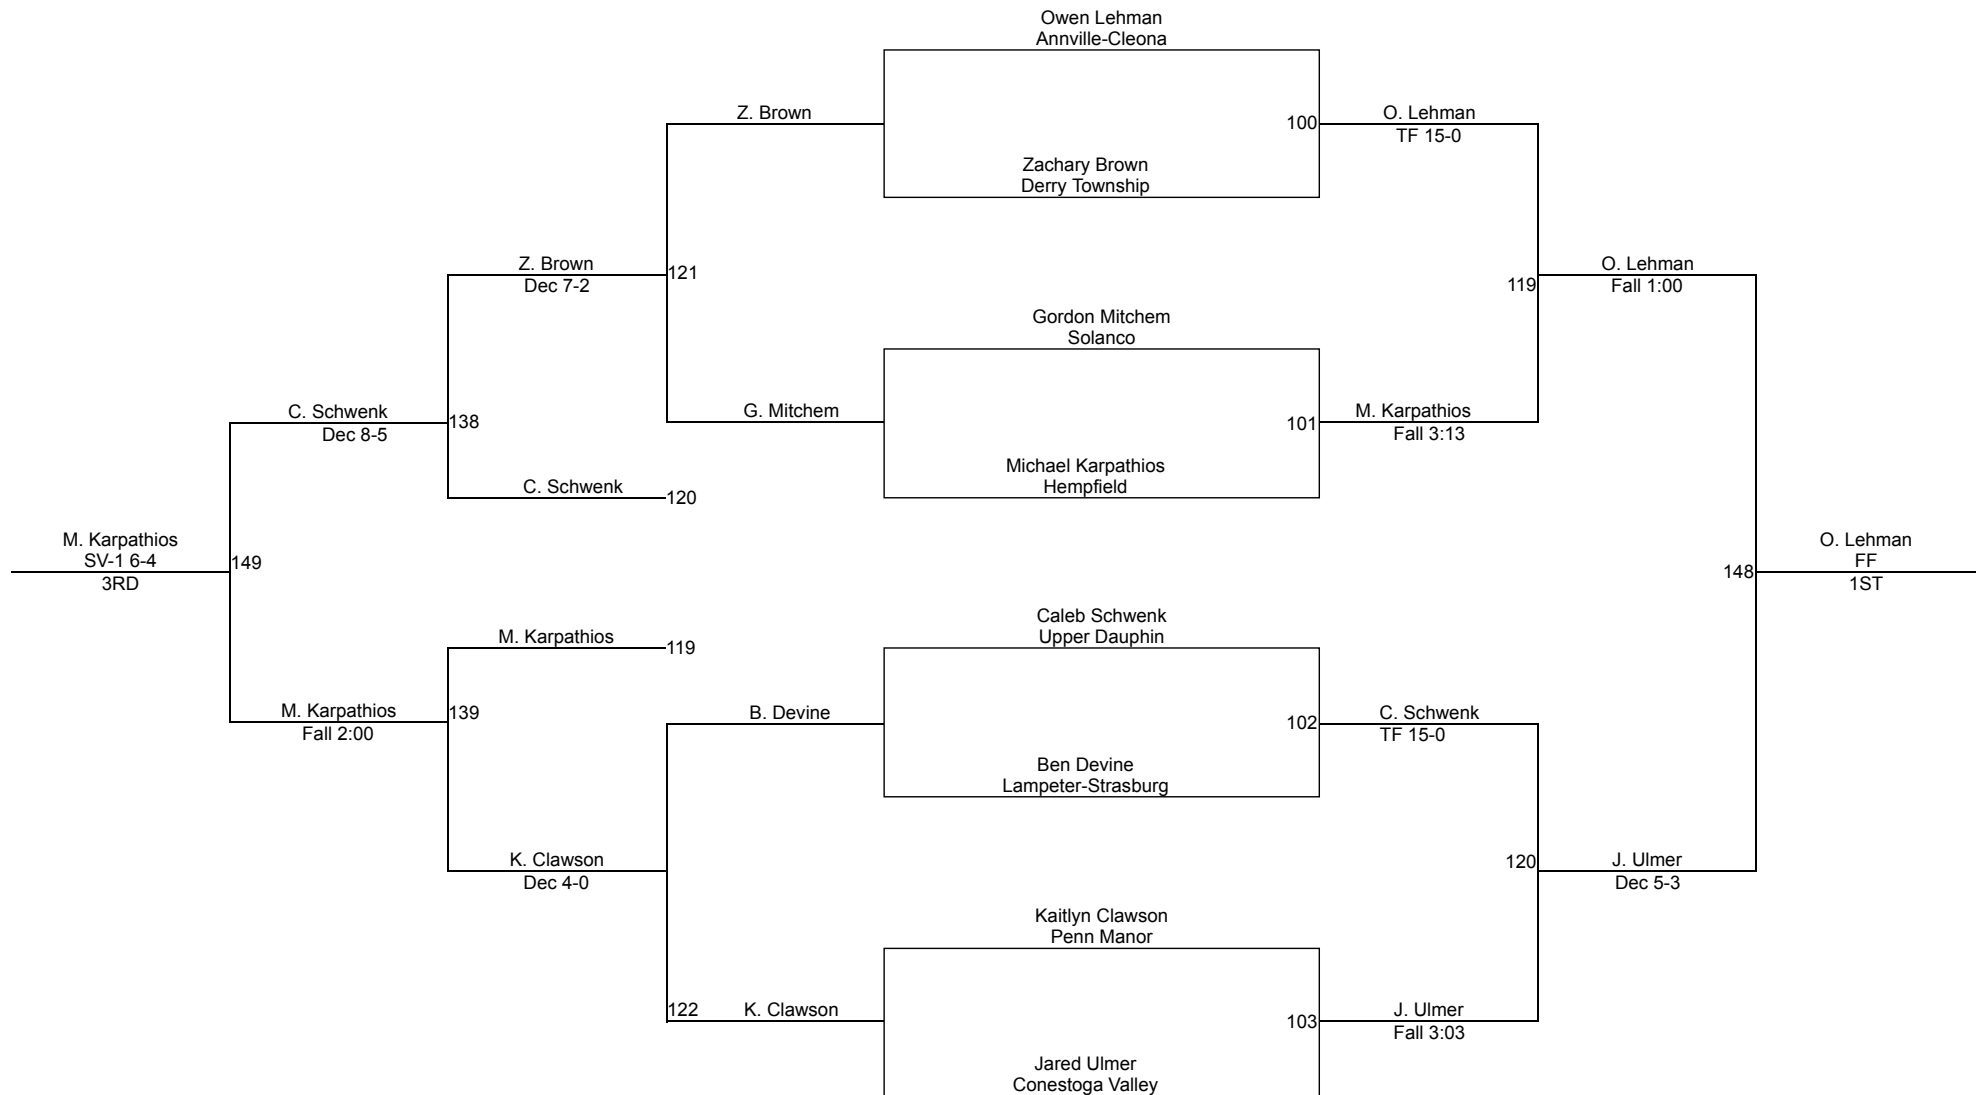 Owen Lehman
Annville-Cleona
Z. Brown
100
O. Lehman
TF 15-0
Zachary Brown
Derry Township
Z. Brown
Dec 7-2
121
119
O. Lehman
Fall 1:00
Gordon Mitchem
Solanco
C. Schwenk
Dec 8-5
138
G. Mitchem
101
M. Karpathios
Fall 3:13
Michael Karpathios
Hempfield
C. Schwenk
120
M. Karpathios
SV-1 6-4
3RD
149
148
O. Lehman
FF
1ST
Caleb Schwenk
Upper Dauphin
M. Karpathios
119
M. Karpathios
Fall 2:00
139
B. Devine
102
C. Schwenk
TF 15-0
Ben Devine
Lampeter-Strasburg
K. Clawson
Dec 4-0
120
J. Ulmer
Dec 5-3
Kaitlyn Clawson
Penn Manor
122
K. Clawson
103
J. Ulmer
Fall 3:03
Jared Ulmer
Conestoga Valley